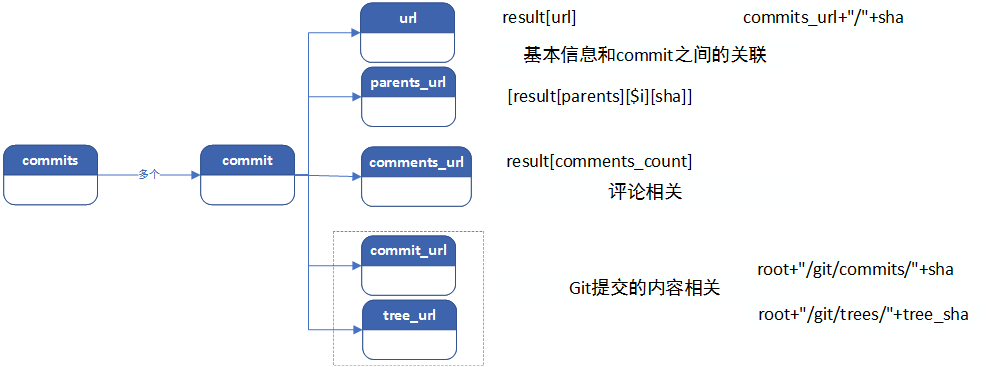 url
result[url]
commits_url+"/"+sha
基本信息和commit之间的关联
parents_url
[result[parents][$i][sha]]
commits
多个
commit
comments_url
result[comments_count]
评论相关
commit_url
Git提交的内容相关
root+"/git/commits/"+sha
tree_url
root+"/git/trees/"+tree_sha